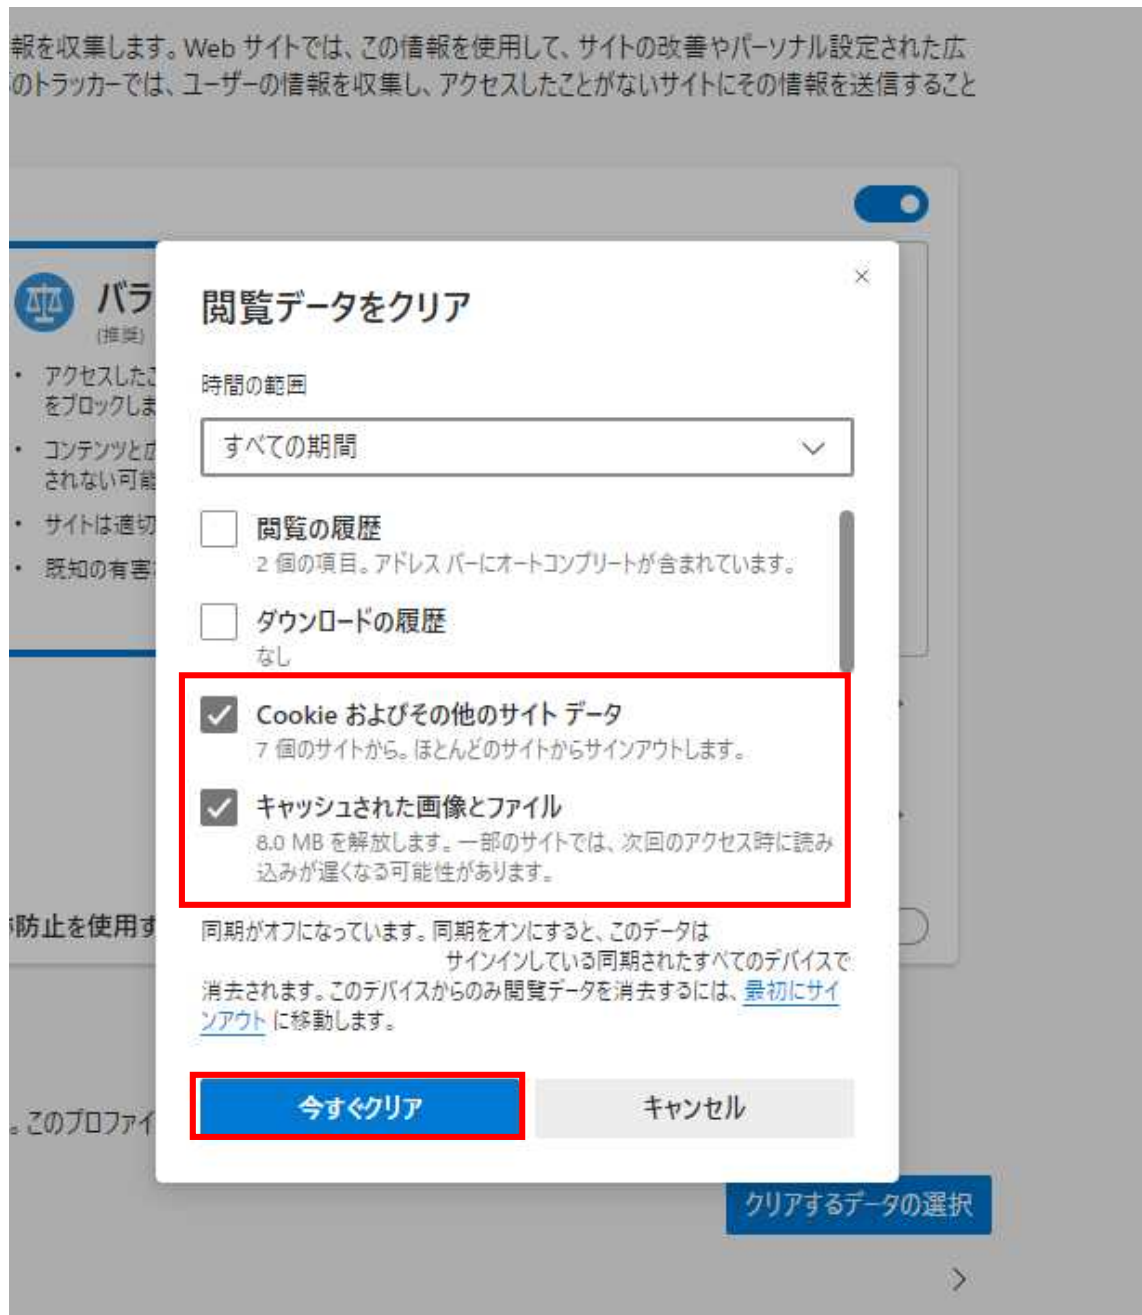 報を収集します。Web サイトでは、この情報を使用して、サイトの改善やパーソナル設定された広
のトラッカーでは、ユーザーの情報を収集し、アクセスしたことがないサイトにその情報を送信すること
バラ
(推奨)
• アクセスしたこ
をブロックしま
• コンテンツと広
されない可能
• サイトは適切
• 既知の有害
閲覧データをクリア
時間の範囲
すべての期間
閲覧の履歴
2 個の項目。アドレス バーにオートコンプリートが含まれています。
ダウンロードの履歴
なし
Cookie およびその他のサイト データ
7 個のサイトから。ほとんどのサイトからサインアウトします。
キャッシュされた画像とファイル
8.0 MB を解放します。一部のサイトでは、次回のアクセス時に読み
込みが遅くなる可能性があります。
同期がオフになっています。同期をオンにすると、このデータは
サインインしている同期されたすべてのデバイスで
消去されます。このデバイスからのみ閲覧データを消去するには、最初にサイ
ンアウト に移動します。
防止を使用す
今すぐクリア
キャンセル
。このプロファイ
クリアするデータの選択